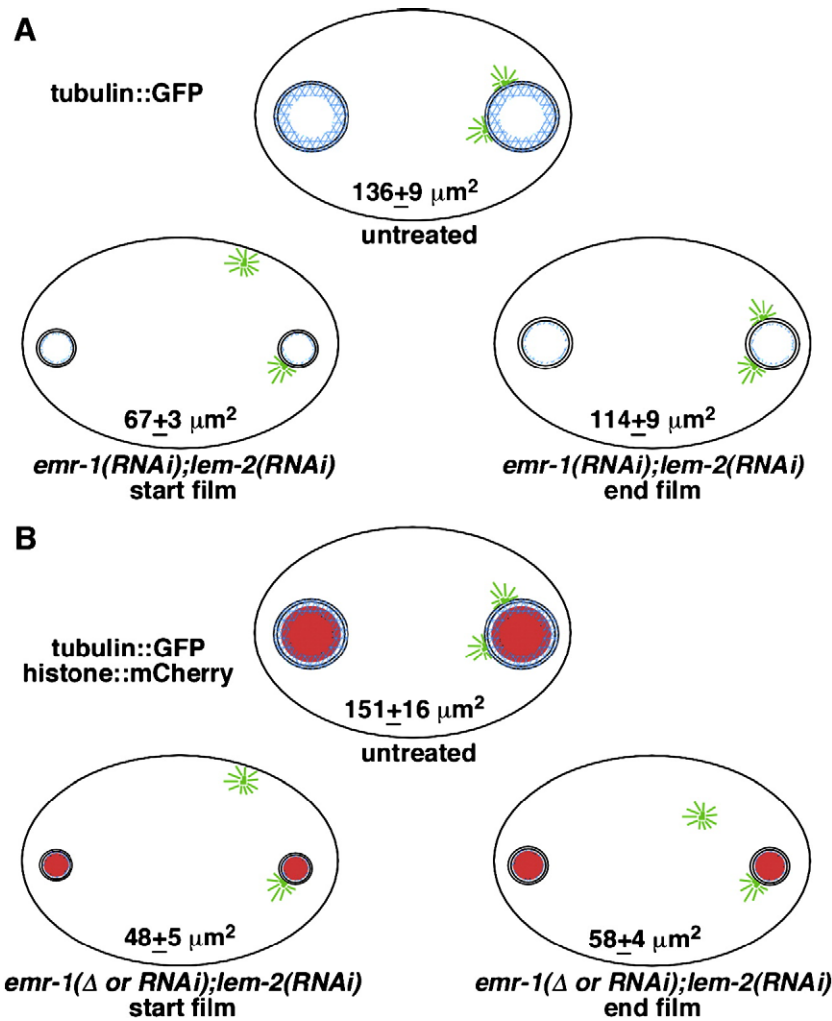 A
tubulin::GFP
136±9 μm²
untreated
67±3 μm²
emr-1(RNAi);lem-2(RNAi)
start film
114±9 μm²
emr-1(RNAi);lem-2(RNAi)
end film
B
tubulin::GFP
histone::mCherry
151±16 μm²
untreated
48±5 μm²
emr-1(Δ or RNAi);lem-2(RNAi)
start film
58±4 μm²
emr-1(Δ or RNAi);lem-2(RNAi)
end film